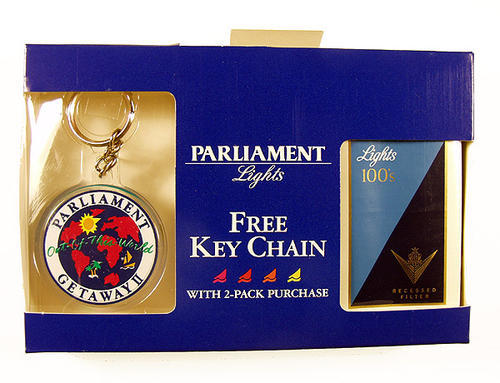 PARLIAMENT
Lights
FREE
KEY CHAIN
WITH 2-PACK PURCHASE
PARLIAMENT
Out-Of-This-World
GETAWAY II
Lights
100's
RECESSED
FILTER